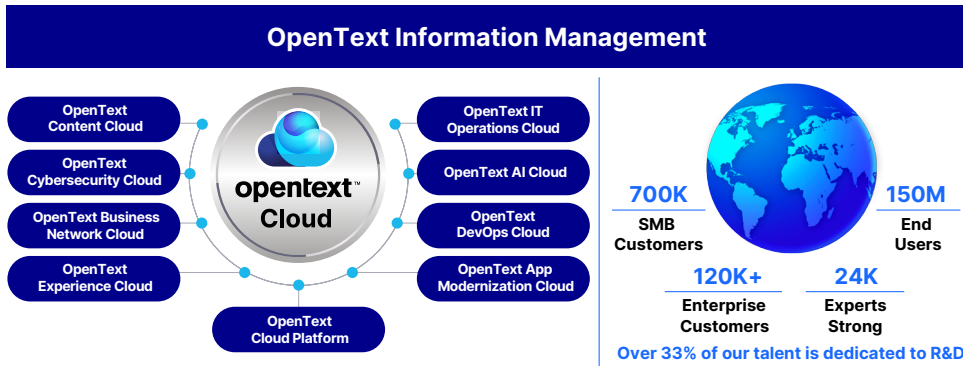 OpenText Information Management
OpenText
Content Cloud
OpenText
Cybersecurity Cloud
OpenText Business
Network Cloud
OpenText
Experience Cloud
opentext™
Cloud
OpenText IT
Operations Cloud
OpenText AI Cloud
OpenText
DevOps Cloud
OpenText App
Modernization Cloud
OpenText
Cloud Platform
700K
SMB
Customers
150M
End
Users
120K+
Enterprise
Customers
24K
Experts
Strong
Over 33% of our talent is dedicated to R&D